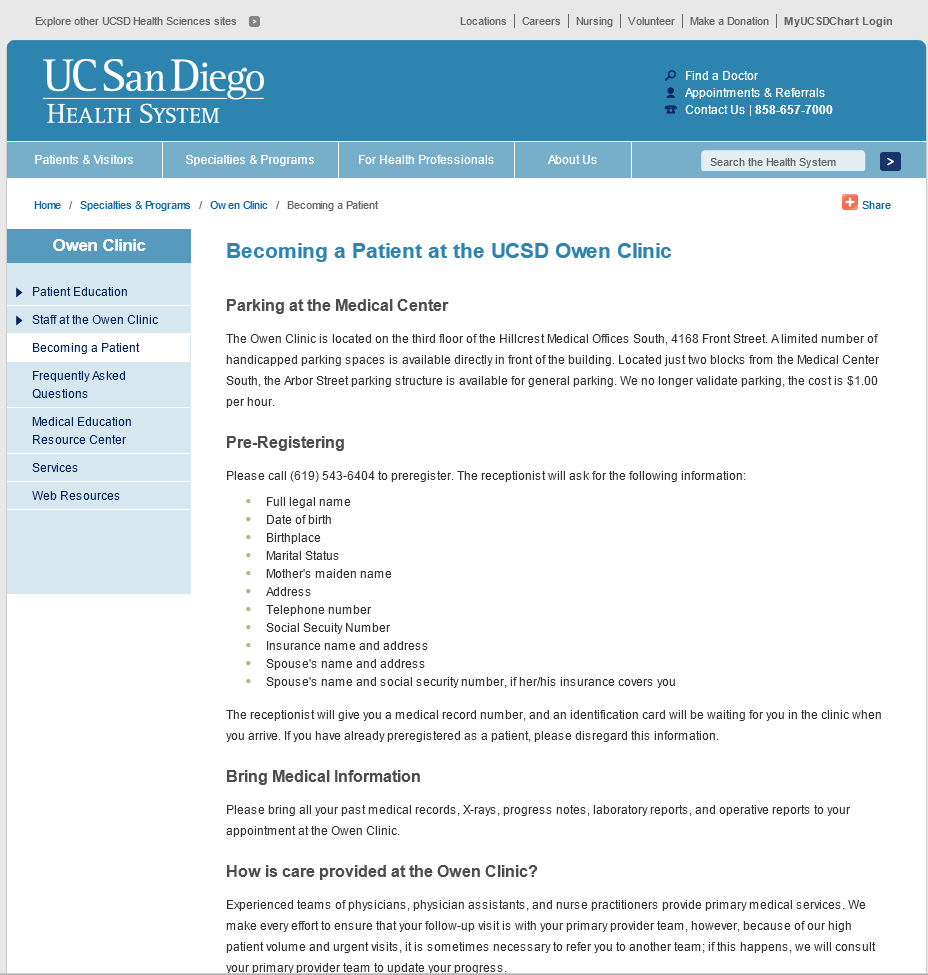 Explore other UCSD Health Sciences sites
Locations | Careers | Nursing | Volunteer | Make a Donation | MyUCSDChart Login
UC San Diego
HEALTH SYSTEM
Find a Doctor
Appointments & Referrals
Contact Us | 858-657-7000
Patients & Visitors
Specialties & Programs
For Health Professionals
About Us
Search the Health System
>
Home / Specialties & Programs / Owen Clinic / Becoming a Patient
Share
Owen Clinic
Patient Education
Staff at the Owen Clinic
Becoming a Patient
Frequently Asked
Questions
Medical Education
Resource Center
Services
Web Resources
Becoming a Patient at the UCSD Owen Clinic
Parking at the Medical Center
The Owen Clinic is located on the third floor of the Hillcrest Medical Offices South, 4168 Front Street. A limited number of
handicapped parking spaces is available directly in front of the building. Located just two blocks from the Medical Center
South, the Arbor Street parking structure is available for general parking. We no longer validate parking, the cost is $1.00
per hour.
Pre-Registering
Please call (619) 543-6404 to preregister. The receptionist will ask for the following information:
• Full legal name
• Date of birth
• Birthplace
• Marital Status
• Mother's maiden name
• Address
• Telephone number
• Social Secuity Number
• Insurance name and address
• Spouse's name and address
• Spouse's name and social security number, if her/his insurance covers you
The receptionist will give you a medical record number, and an identification card will be waiting for you in the clinic when
you arrive. If you have already preregistered as a patient, please disregard this information.
Bring Medical Information
Please bring all your past medical records, X-rays, progress notes, laboratory reports, and operative reports to your
appointment at the Owen Clinic.
How is care provided at the Owen Clinic?
Experienced teams of physicians, physician assistants, and nurse practitioners provide primary medical services. We
make every effort to ensure that your follow-up visit is with your primary provider team, however, because of our high
patient volume and urgent visits, it is sometimes necessary to refer you to another team; if this happens, we will consult
your primary provider team to update your progress.